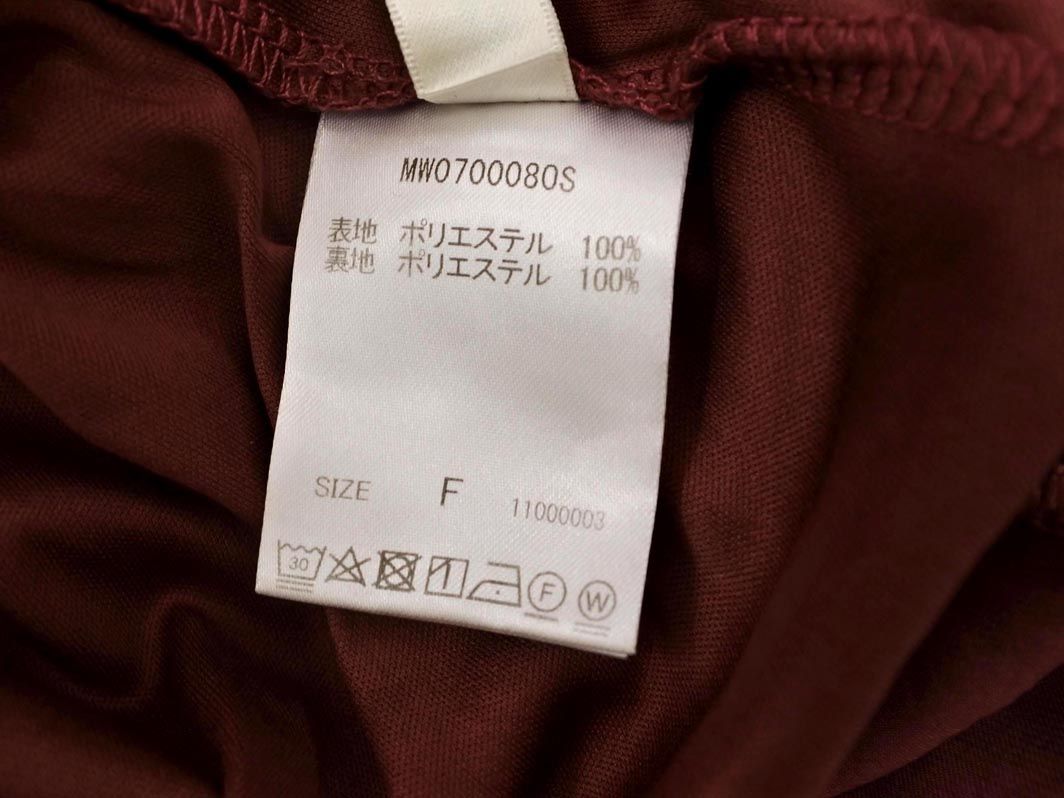 MW0700080S
表地 ポリエステル 100%
裏地 ポリエステル 100%
SIZE F 11000003
30 F W